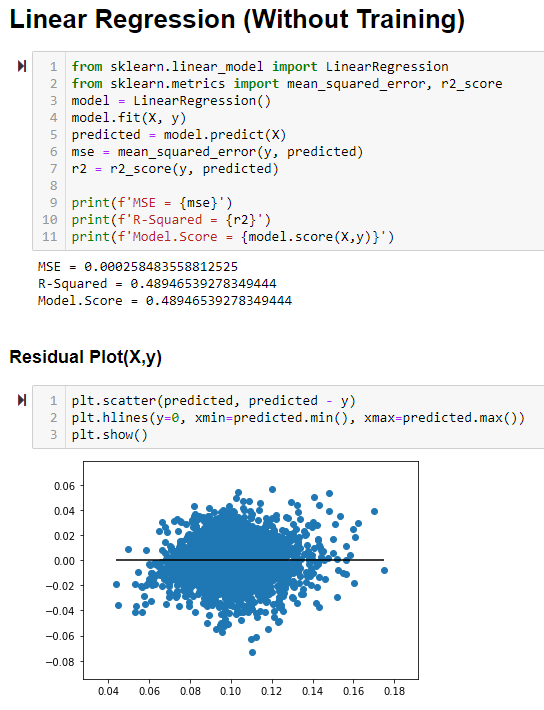 Linear Regression (Without Training)
1 from sklearn.linear_model import LinearRegression
2 from sklearn.metrics import mean_squared_error, r2_score
3 model = LinearRegression()
4 model.fit(X, y)
5 predicted = model.predict(X)
6 mse = mean_squared_error(y, predicted)
7 r2 = r2_score(y, predicted)
8
9 print(f'MSE = {mse}')
10 print(f'R-Squared = {r2}')
11 print(f'Model.Score = {model.score(X,y)}')
MSE = 0.000258483558812525
R-Squared = 0.48946539278349444
Model.Score = 0.48946539278349444
Residual Plot(X,y)
1 plt.scatter(predicted, predicted - y)
2 plt.hlines(y=0, xmin=predicted.min(), xmax=predicted.max())
3 plt.show()
0.06
0.04
0.02
0.00
−0.02
−0.04
−0.06
−0.08
0.04 0.06 0.08 0.10 0.12 0.14 0.16 0.18